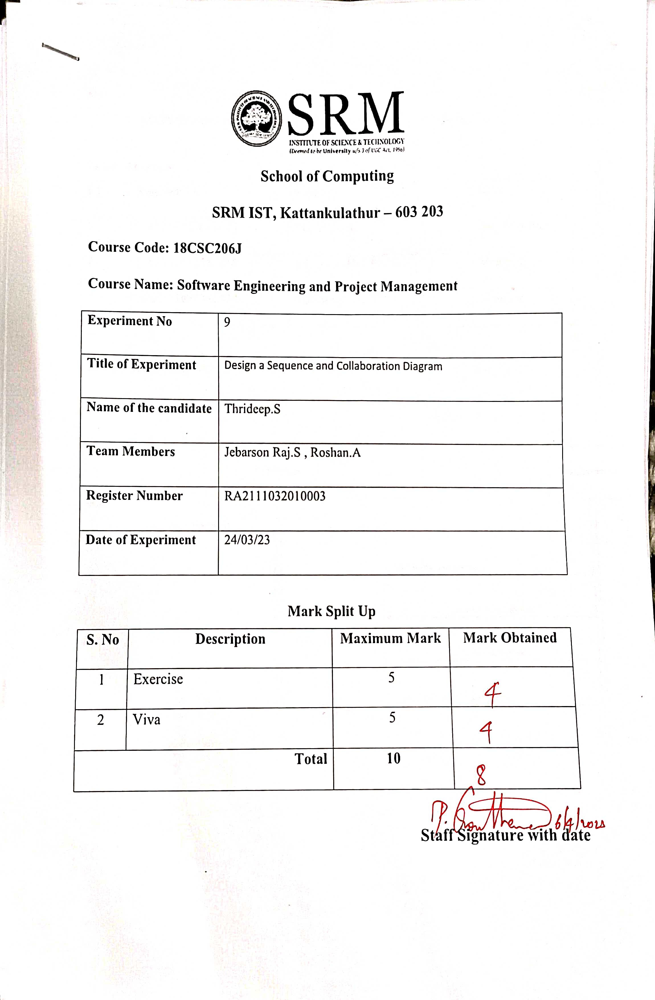 SRM
INSTITUTE OF SCIENCE & TECHNOLOGY
(Deemed to be University u/s 3 of UGC Act, 1956)
School of Computing
SRM IST, Kattankulathur – 603 203
Course Code: 18CSC206J
Course Name: Software Engineering and Project Management
Experiment No 9
Title of Experiment Design a Sequence and Collaboration Diagram
Name of the candidate Thrideep.S
Team Members Jebarson Raj.S , Roshan.A
Register Number RA2111032010003
Date of Experiment 24/03/23
Mark Split Up
S. No Description Maximum Mark Mark Obtained
1 Exercise 5 4
2 Viva 5 4
Total 10 8
Staff Signature with date